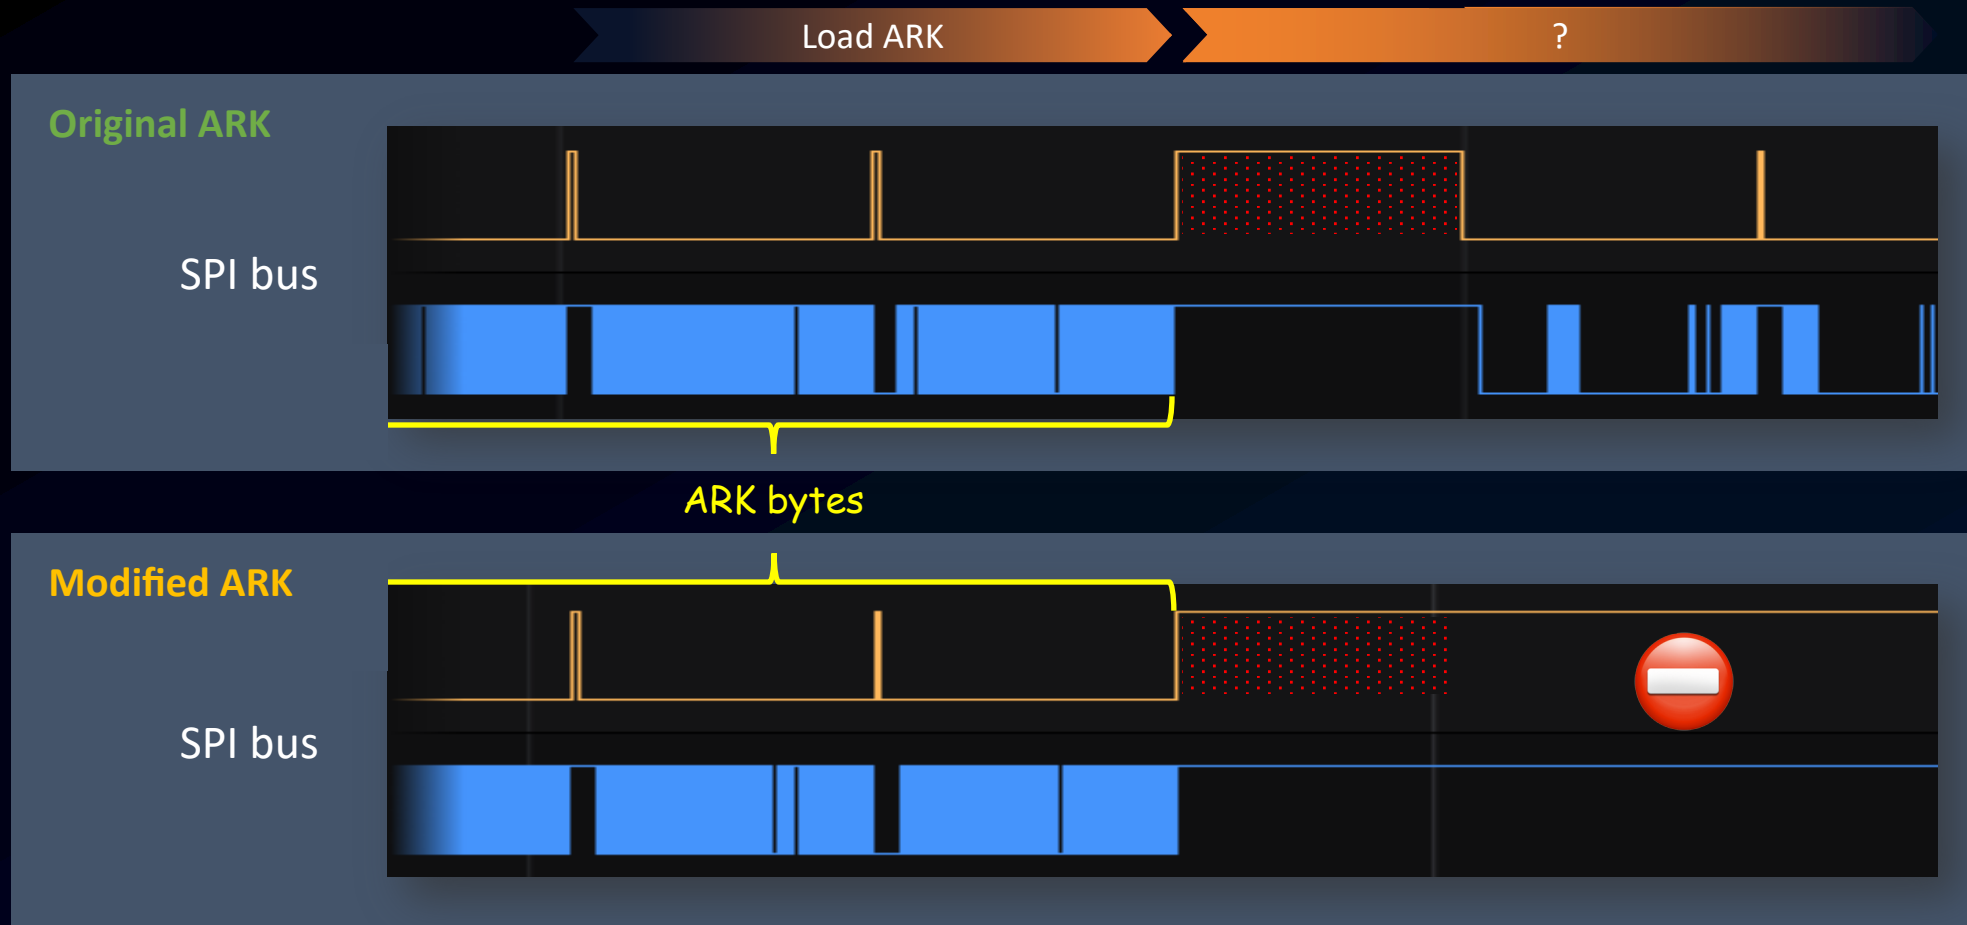 Load ARK
?
Original ARK
SPI bus
ARK bytes
Modified ARK
SPI bus